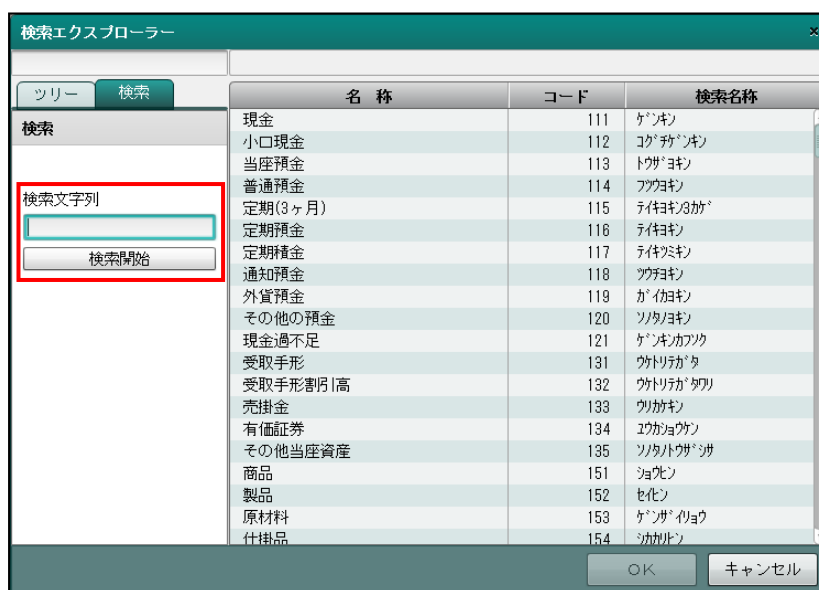 検索エクスプローラー ×
ツリー 検索
検索
検索文字列
検索開始
名 称 コード 検索名称
現金 111 ｹﾞﾝｷﾝ
小口現金 112 ｺｸﾞﾁｹﾞﾝｷﾝ
当座預金 113 ﾄｳｻﾞﾖｷﾝ
普通預金 114 ﾌﾂｳﾖｷﾝ
定期(3ヶ月) 115 ﾃｲｷﾖｷﾝ3ｶｹﾞ
定期預金 116 ﾃｲｷﾖｷﾝ
定期積金 117 ﾃｲｷﾂﾐｷﾝ
通知預金 118 ﾂｳﾁﾖｷﾝ
外貨預金 119 ｶﾞｲｶﾖｷﾝ
その他の預金 120 ｿﾉﾀﾉﾖｷﾝ
現金過不足 121 ｹﾞﾝｷﾝｶﾌｿｸ
受取手形 131 ｳｹﾄﾘﾃｶﾞﾀ
受取手形割引高 132 ｳｹﾄﾘﾃｶﾞﾀﾜﾘ
売掛金 133 ｳﾘｶｹｷﾝ
有価証券 134 ﾕｳｶｼｮｳｹﾝ
その他当座資産 135 ｿﾉﾀﾉﾄｳｻﾞｼｻ
商品 151 ｼｮｳﾋﾝ
製品 152 ｾｲﾋﾝ
原材料 153 ｹﾞﾝｻﾞｲﾘｮｳ
仕掛品 154 ｼｶｶﾘﾋﾝ
OK キャンセル